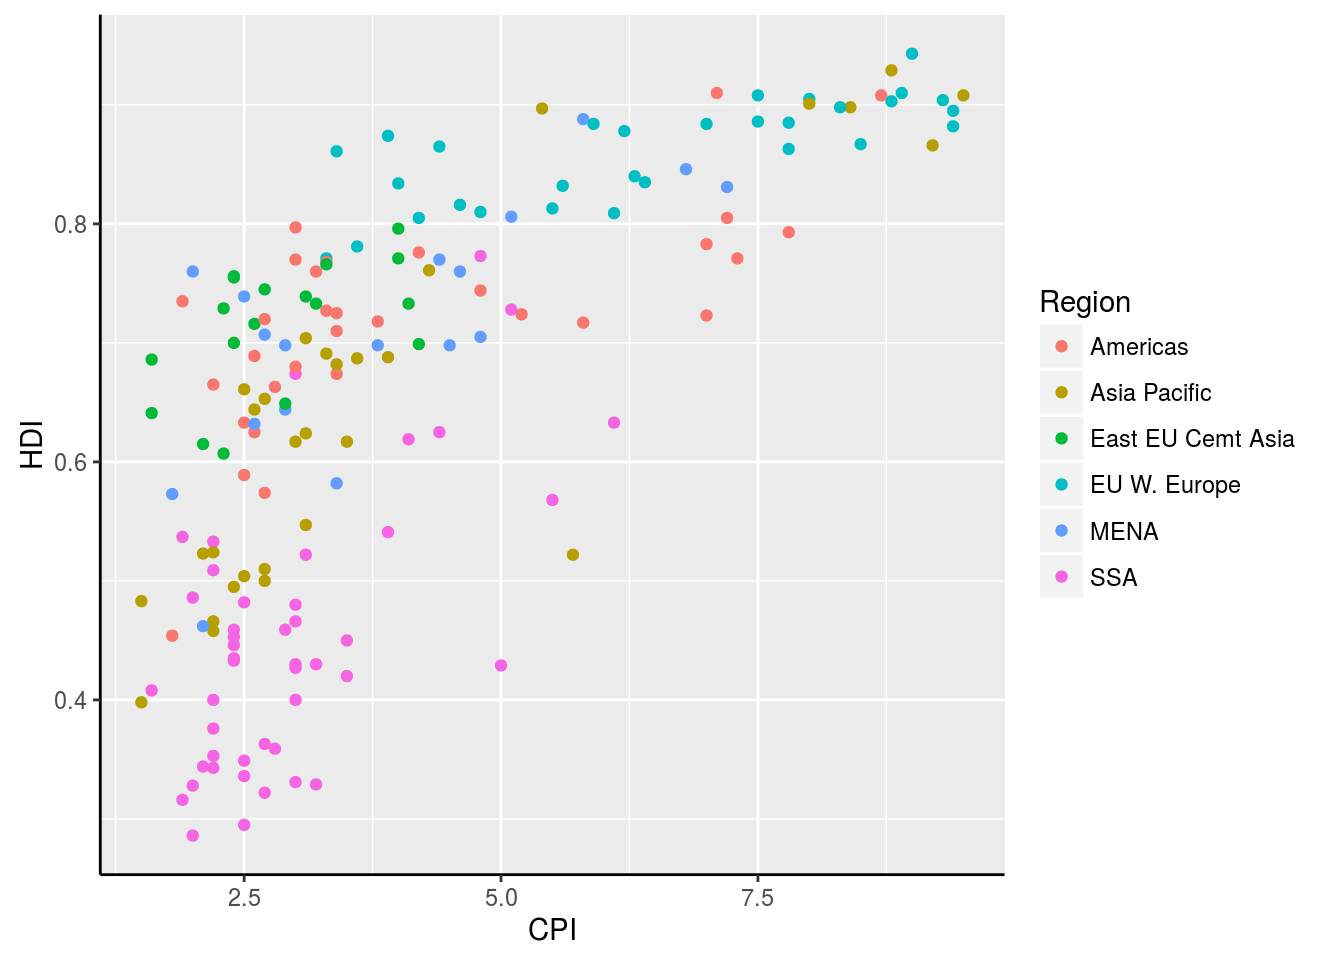 HDI
0.8
0.6
0.4
2.5 5.0 7.5
CPI
Region
Americas
Asia Pacific
East EU Cemt Asia
EU W. Europe
MENA
SSA